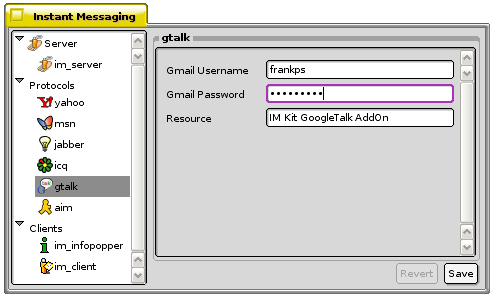 Instant Messaging
Server
im_server
Protocols
yahoo
msn
jabber
icq
gtalk
aim
Clients
im_infopopper
im_client
gtalk
Gmail Username frankps
Gmail Password •••••••••
Resource IM Kit GoogleTalk AddOn
Revert Save